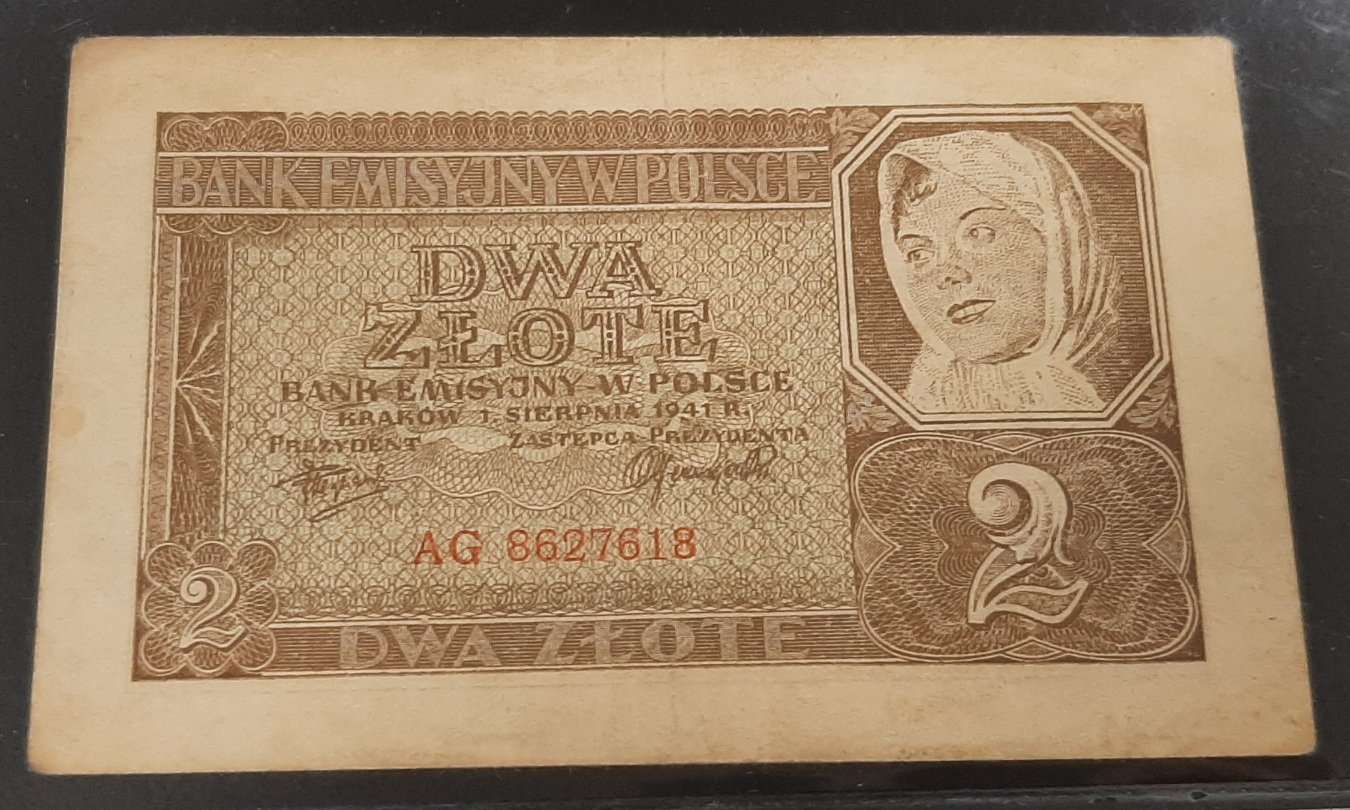 BANK EMISYJNY W POLSCE
DWA
ZŁOTE
BANK EMISYJNY W POLSCE
KRAKÓW 1. SIERPNIA 1941 R.
PREZYDENT ZASTĘPCA PREZYDENTA
AG 8627618
2
2
DWA ZŁOTE